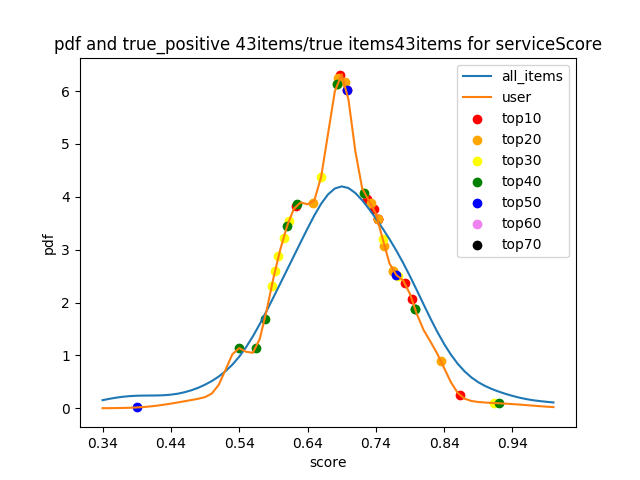 pdf and true_positive 43items/true items43items for serviceScore
all_items
user
top10
top20
top30
top40
top50
top60
top70
6
5
4
3
2
1
0
pdf
0.34 0.44 0.54 0.64 0.74 0.84 0.94
score